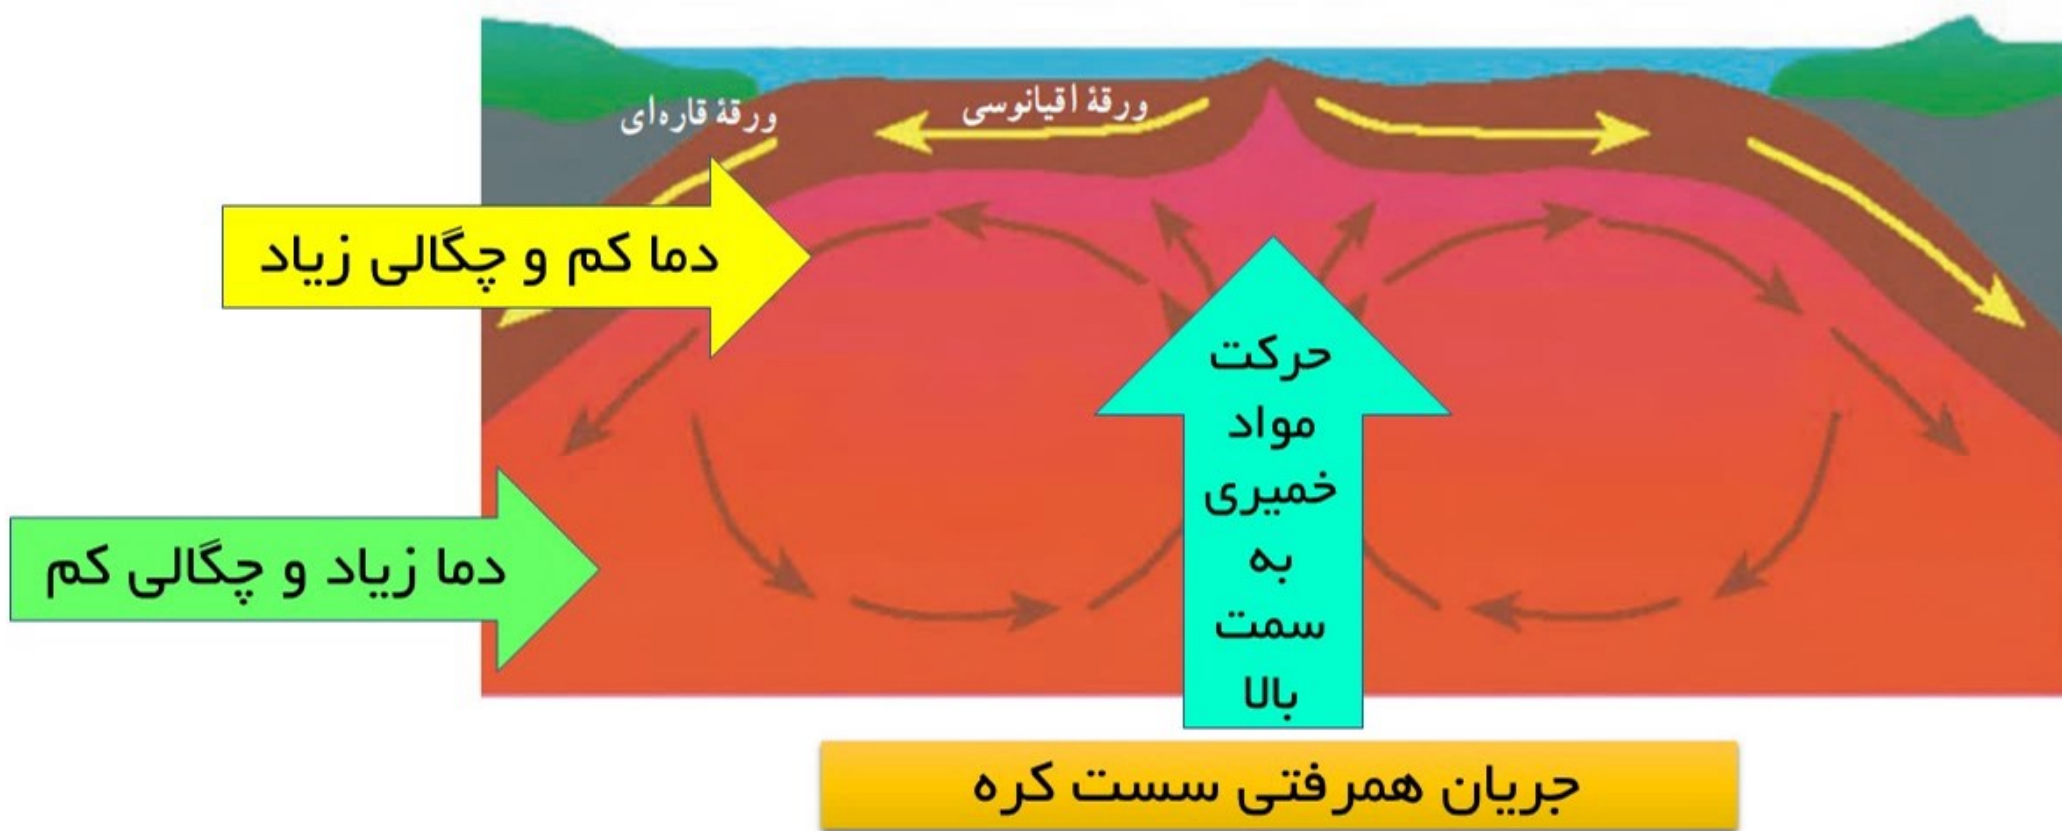 ورقهٔ اقیانوسی
ورقهٔ قاره‌ای
دما کم و چگالی زیاد
حرکت
مواد
خمیری
به
سمت
بالا
دما زیاد و چگالی کم
جریان همرفتی سست کره